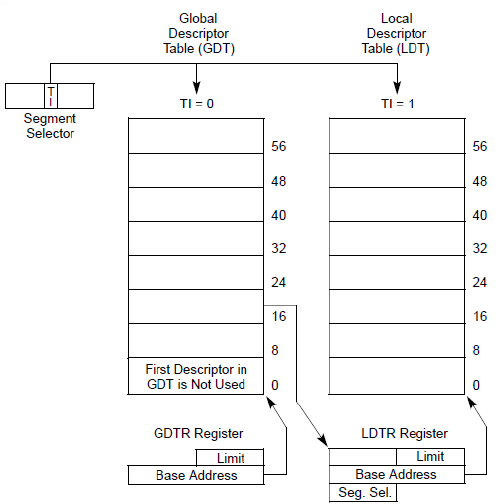 Global
Descriptor
Table (GDT)
Local
Descriptor
Table (LDT)
T
I
Segment
Selector
TI = 0
TI = 1
56
56
48
48
40
40
32
32
24
24
16
16
8
8
First Descriptor in
GDT is Not Used
0
0
GDTR Register
LDTR Register
Limit
Base Address
Limit
Base Address
Seg. Sel.